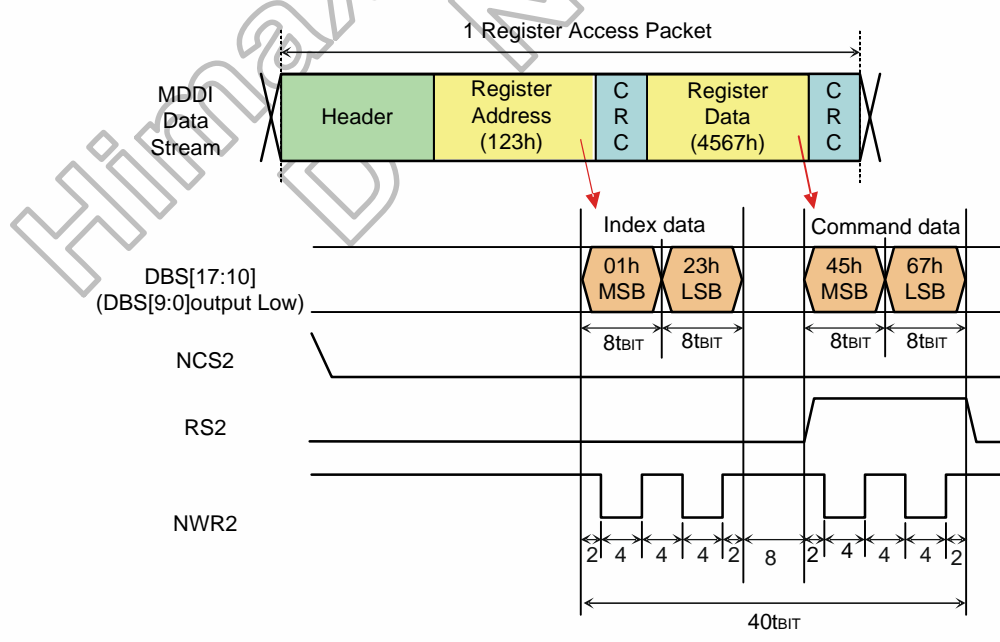 1 Register Access Packet
MDDI
Data
Stream
Header
Register
Address
(123h)
C
R
C
Register
Data
(4567h)
C
R
C
Index data
Command data
DBS[17:10]
(DBS[9:0]output Low)
01h
MSB
23h
LSB
45h
MSB
67h
LSB
8tBIT
8tBIT
8tBIT
8tBIT
NCS2
RS2
NWR2
2 4 4 4 2 8 2 4 4 4 2
40tBIT
Himax